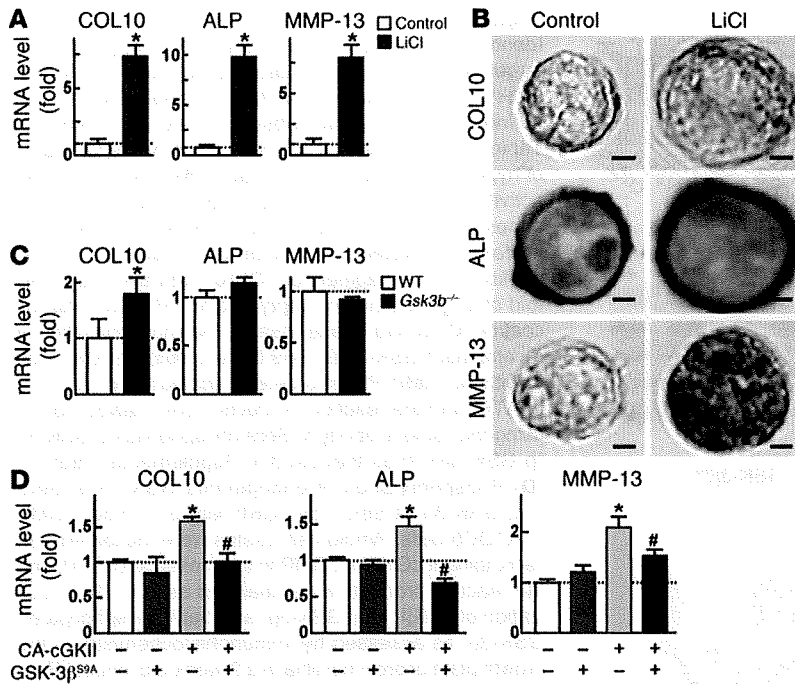 A
COL10 ALP MMP-13
Control
LiCl
mRNA level
(fold)
5
0
10
5
0
5
0
* * *
B
Control LiCl
COL10
ALP
MMP-13
C
COL10 ALP MMP-13
WT
Gsk3b-/-
mRNA level
(fold)
2
1
0
1
0
1
0.5
0
*
D
COL10 ALP MMP-13
mRNA level
(fold)
1.5
1
0.5
0
1.5
1
0.5
0
2
1
0
* #
* #
* #
CA-cGKII − − + + − − + + − − + +
GSK-3βS9A − + − + − + − + − + − +